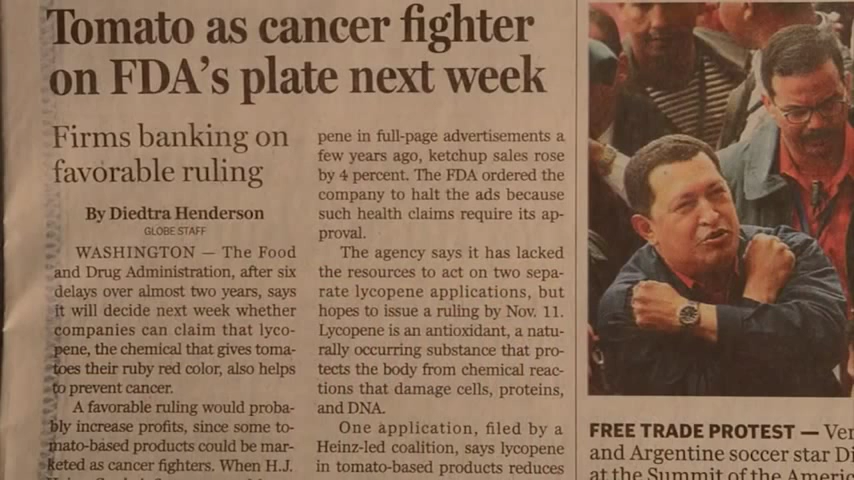 Tomato as cancer fighter
on FDA's plate next week
Firms banking on
favorable ruling
By Diedtra Henderson
GLOBE STAFF
WASHINGTON — The Food
and Drug Administration, after six
delays over almost two years, says
it will decide next week whether
companies can claim that lyco-
pene, the chemical that gives toma-
toes their ruby red color, also helps
to prevent cancer.
A favorable ruling would proba-
bly increase profits, since some to-
mato-based products could be mar-
keted as cancer fighters. When H.J.
pene in full-page advertisements a
few years ago, ketchup sales rose
by 4 percent. The FDA ordered the
company to halt the ads because
such health claims require its ap-
proval.
The agency says it has lacked
the resources to act on two sepa-
rate lycopene applications, but
hopes to issue a ruling by Nov. 11.
Lycopene is an antioxidant, a natu-
rally occurring substance that pro-
tects the body from chemical reac-
tions that damage cells, proteins,
and DNA.
One application, filed by a
Heinz-led coalition, says lycopene
in tomato-based products reduces
FREE TRADE PROTEST — Ver
and Argentine soccer star Di
at the Summit of the Americ